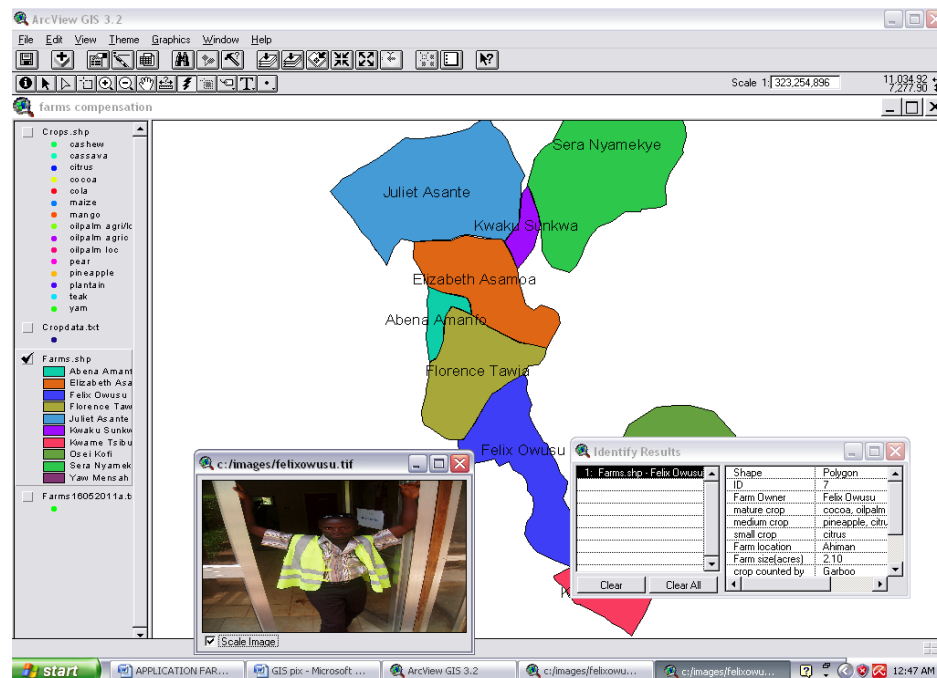 ArcView GIS 3.2
File Edit View Theme Graphics Window Help
Scale 1: 323,254,896
11,034.92
7,277.90
farms compensation
Crops.shp
cashew
cassava
citrus
cocoa
cola
maize
mango
oilpalm agri/lc
oilpalm agric
oilpalm loc
pear
pineapple
plantain
teak
yam
Cropdata.txt
Farms.shp
Abena Amant
Elizabeth Asa
Felix Owusu
Florence Taw
Juliet Asante
Kwaku Sunkw
Kwame Tsibu
Osei Kofi
Sera Nyamek
Yaw Mensah
Farms16052011a.t
Sera Nyamekye
Juliet Asante
Kwaku Sunkwa
Elizabeth Asamoa
Abena Amanfo
Florence Tawia
Felix Owusu
c:/images/felixowusu.tif
Scale Image
Identify Results
1: Farms.shp - Felix Owusu
Shape Polygon
ID 7
Farm Owner Felix Owusu
mature crop cocoa, oilpalm
medium crop pineapple, citru
small crop citrus
Farm location Ahiman
Farm size(acres) 2.10
crop counted by Garboo
Clear Clear All
start APPLICATION FAR... GIS pix - Microsoft ... ArcView GIS 3.2 c:/images/felixowu... c:/images/felixowu... 12:47 AM